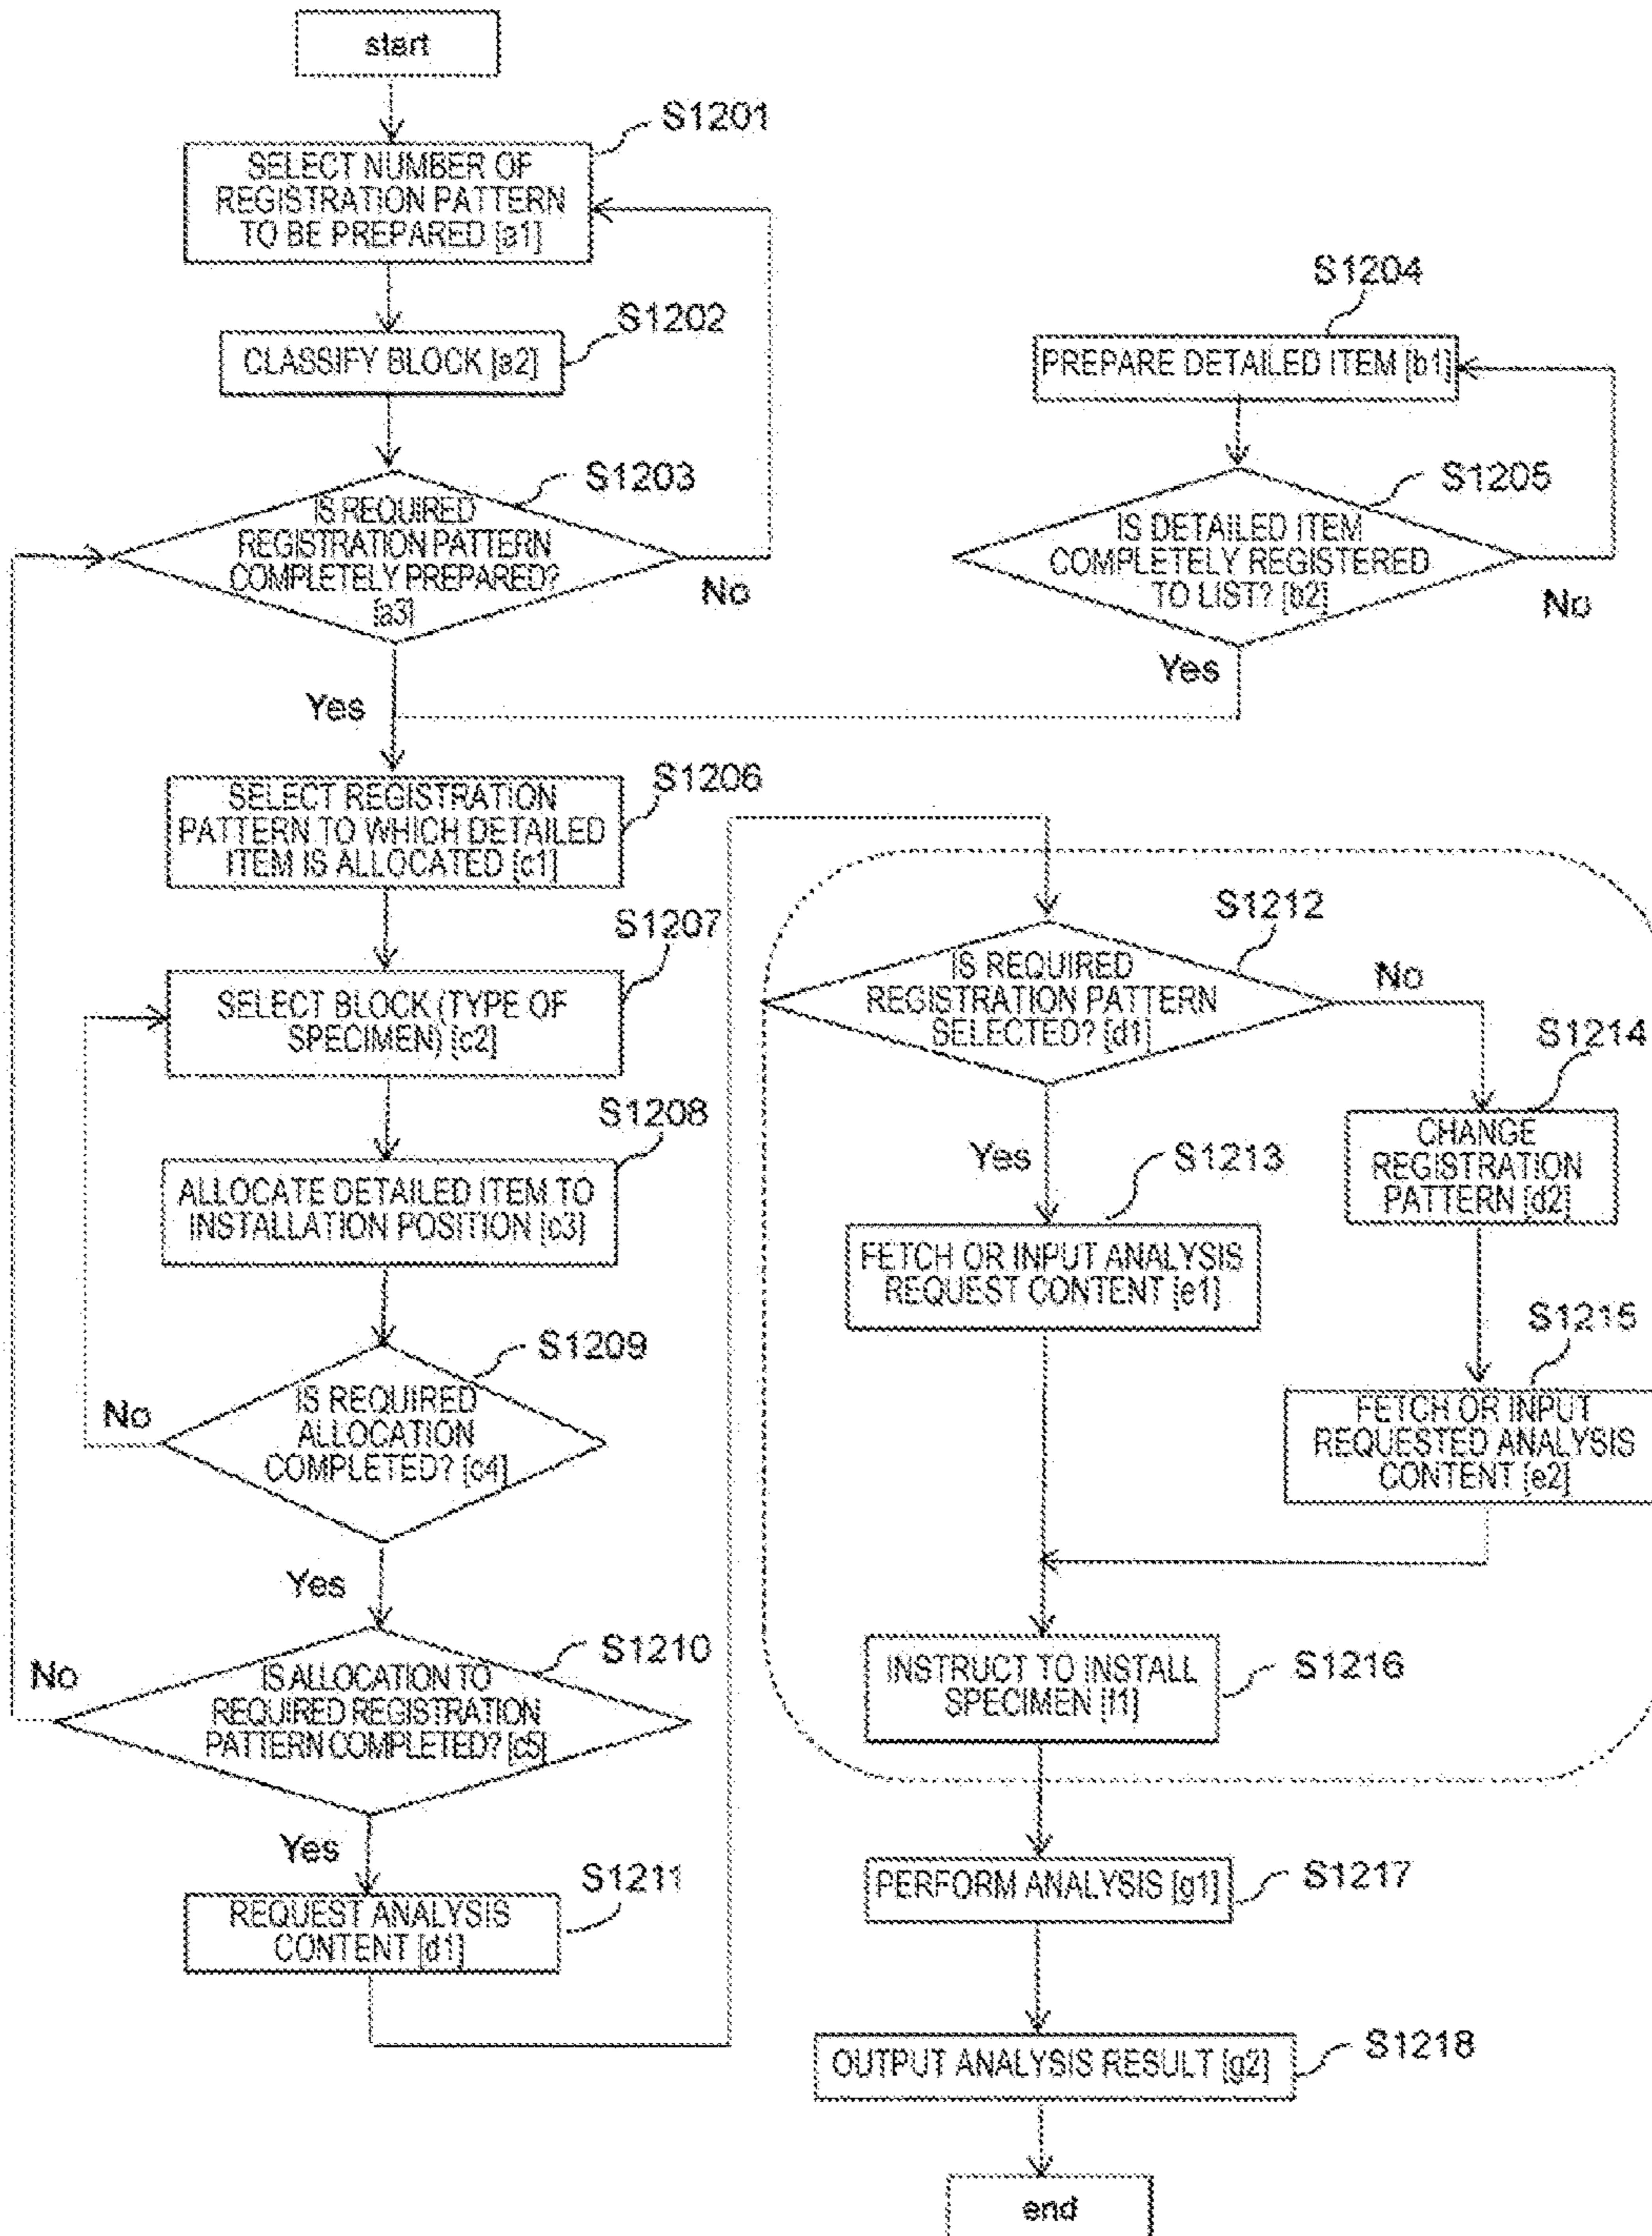 start
S1201
SELECT NUMBER OF
REGISTRATION PATTERN
TO BE PREPARED [a1]
S1202
CLASSIFY BLOCK [a2]
S1203
IS REQUIRED
REGISTRATION PATTERN
COMPLETELY PREPARED?
[a3]
No
Yes
S1204
PREPARE DETAILED ITEM [b1]
S1205
IS DETAILED ITEM
COMPLETELY REGISTERED
TO LIST? [b2]
No
Yes
S1206
SELECT REGISTRATION
PATTERN TO WHICH DETAILED
ITEM IS ALLOCATED [c1]
S1207
SELECT BLOCK (TYPE OF
SPECIMEN) [c2]
S1208
ALLOCATE DETAILED ITEM TO
INSTALLATION POSITION [c3]
S1209
IS REQUIRED
ALLOCATION
COMPLETED? [c4]
No
Yes
S1210
IS ALLOCATION TO
REQUIRED REGISTRATION
PATTERN COMPLETED? [c5]
No
Yes
S1211
REQUEST ANALYSIS
CONTENT [d1]
S1212
IS REQUIRED
REGISTRATION PATTERN
SELECTED? [d1]
No
Yes
S1213
FETCH OR INPUT ANALYSIS
REQUEST CONTENT [e1]
S1214
CHANGE
REGISTRATION
PATTERN [d2]
S1215
FETCH OR INPUT
REQUESTED ANALYSIS
CONTENT [e2]
S1216
INSTRUCT TO INSTALL
SPECIMEN [f1]
S1217
PERFORM ANALYSIS [g1]
S1218
OUTPUT ANALYSIS RESULT [g2]
end